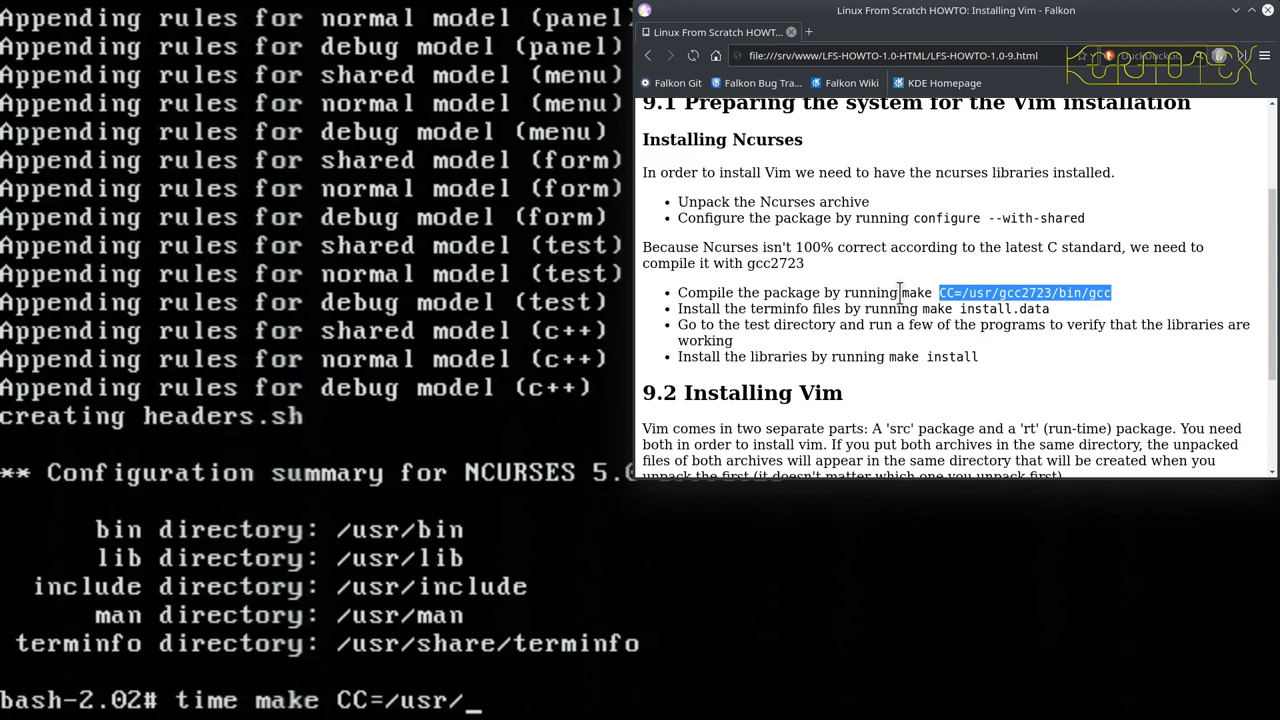 Appending rules for normal model (panel)
Appending rules for debug model (panel)
Appending rules for shared model (menu)
Appending rules for normal model (menu)
Appending rules for debug model (menu)
Appending rules for shared model (form)
Appending rules for normal model (form)
Appending rules for debug model (form)
Appending rules for shared model (test)
Appending rules for normal model (test)
Appending rules for debug model (test)
Appending rules for shared model (c++)
Appending rules for normal model (c++)
Appending rules for debug model (c++)
creating headers.sh
** Configuration summary for NCURSES 5.0
bin directory: /usr/bin
lib directory: /usr/lib
include directory: /usr/include
man directory: /usr/man
terminfo directory: /usr/share/terminfo
bash-2.02# time make CC=/usr/_
Linux From Scratch HOWTO: Installing Vim - Falkon
Linux From Scratch HOWT...
file:///srv/www/LFS-HOWTO-1.0-HTML/LFS-HOWTO-1.0-9.html
Falkon Git
Falkon Bug Tra...
Falkon Wiki
KDE Homepage
9.1 Preparing the system for the Vim installation
Installing Ncurses
In order to install Vim we need to have the ncurses libraries installed.
• Unpack the Ncurses archive
• Configure the package by running configure --with-shared
Because Ncurses isn't 100% correct according to the latest C standard, we need to
compile it with gcc2723
• Compile the package by running make CC=/usr/gcc2723/bin/gcc
• Install the terminfo files by running make install.data
• Go to the test directory and run a few of the programs to verify that the libraries are
working
• Install the libraries by running make install
9.2 Installing Vim
Vim comes in two separate parts: A 'src' package and a 'rt' (run-time) package. You need
both in order to install vim. If you put both archives in the same directory, the unpacked
files of both archives will appear in the same directory that will be created when you
unpack the first (it doesn't matter which one you unpack first)